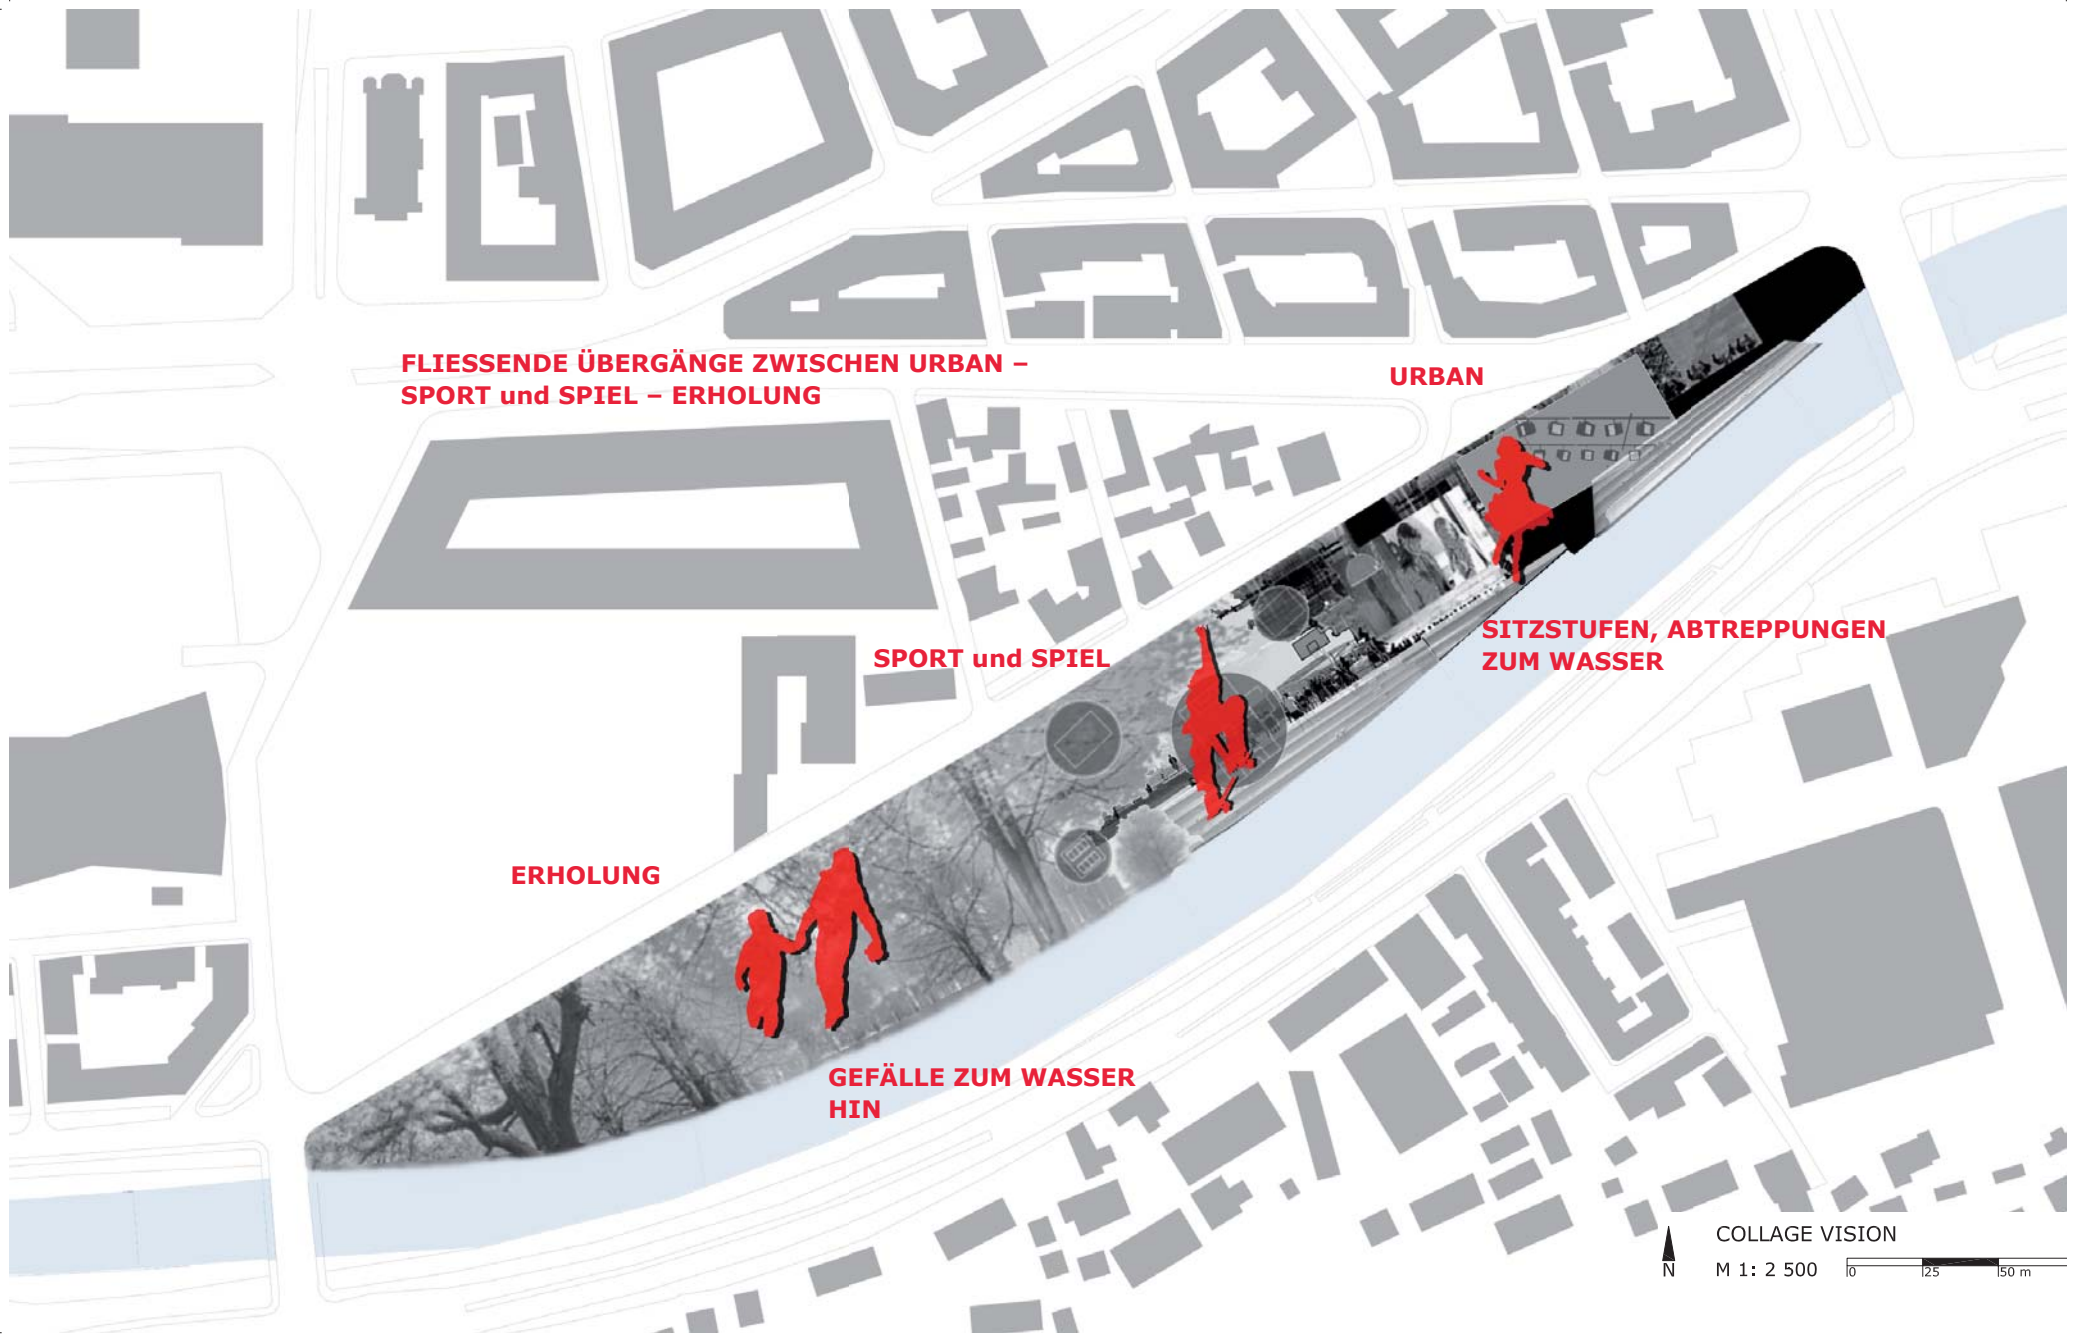 FLIESSENDE ÜBERGÄNGE ZWISCHEN URBAN –
SPORT und SPIEL – ERHOLUNG
URBAN
SITZSTUFEN, ABTREPPUNGEN
ZUM WASSER
SPORT und SPIEL
ERHOLUNG
GEFÄLLE ZUM WASSER
HIN
COLLAGE VISION
N
M 1: 2 500
0 25 50 m